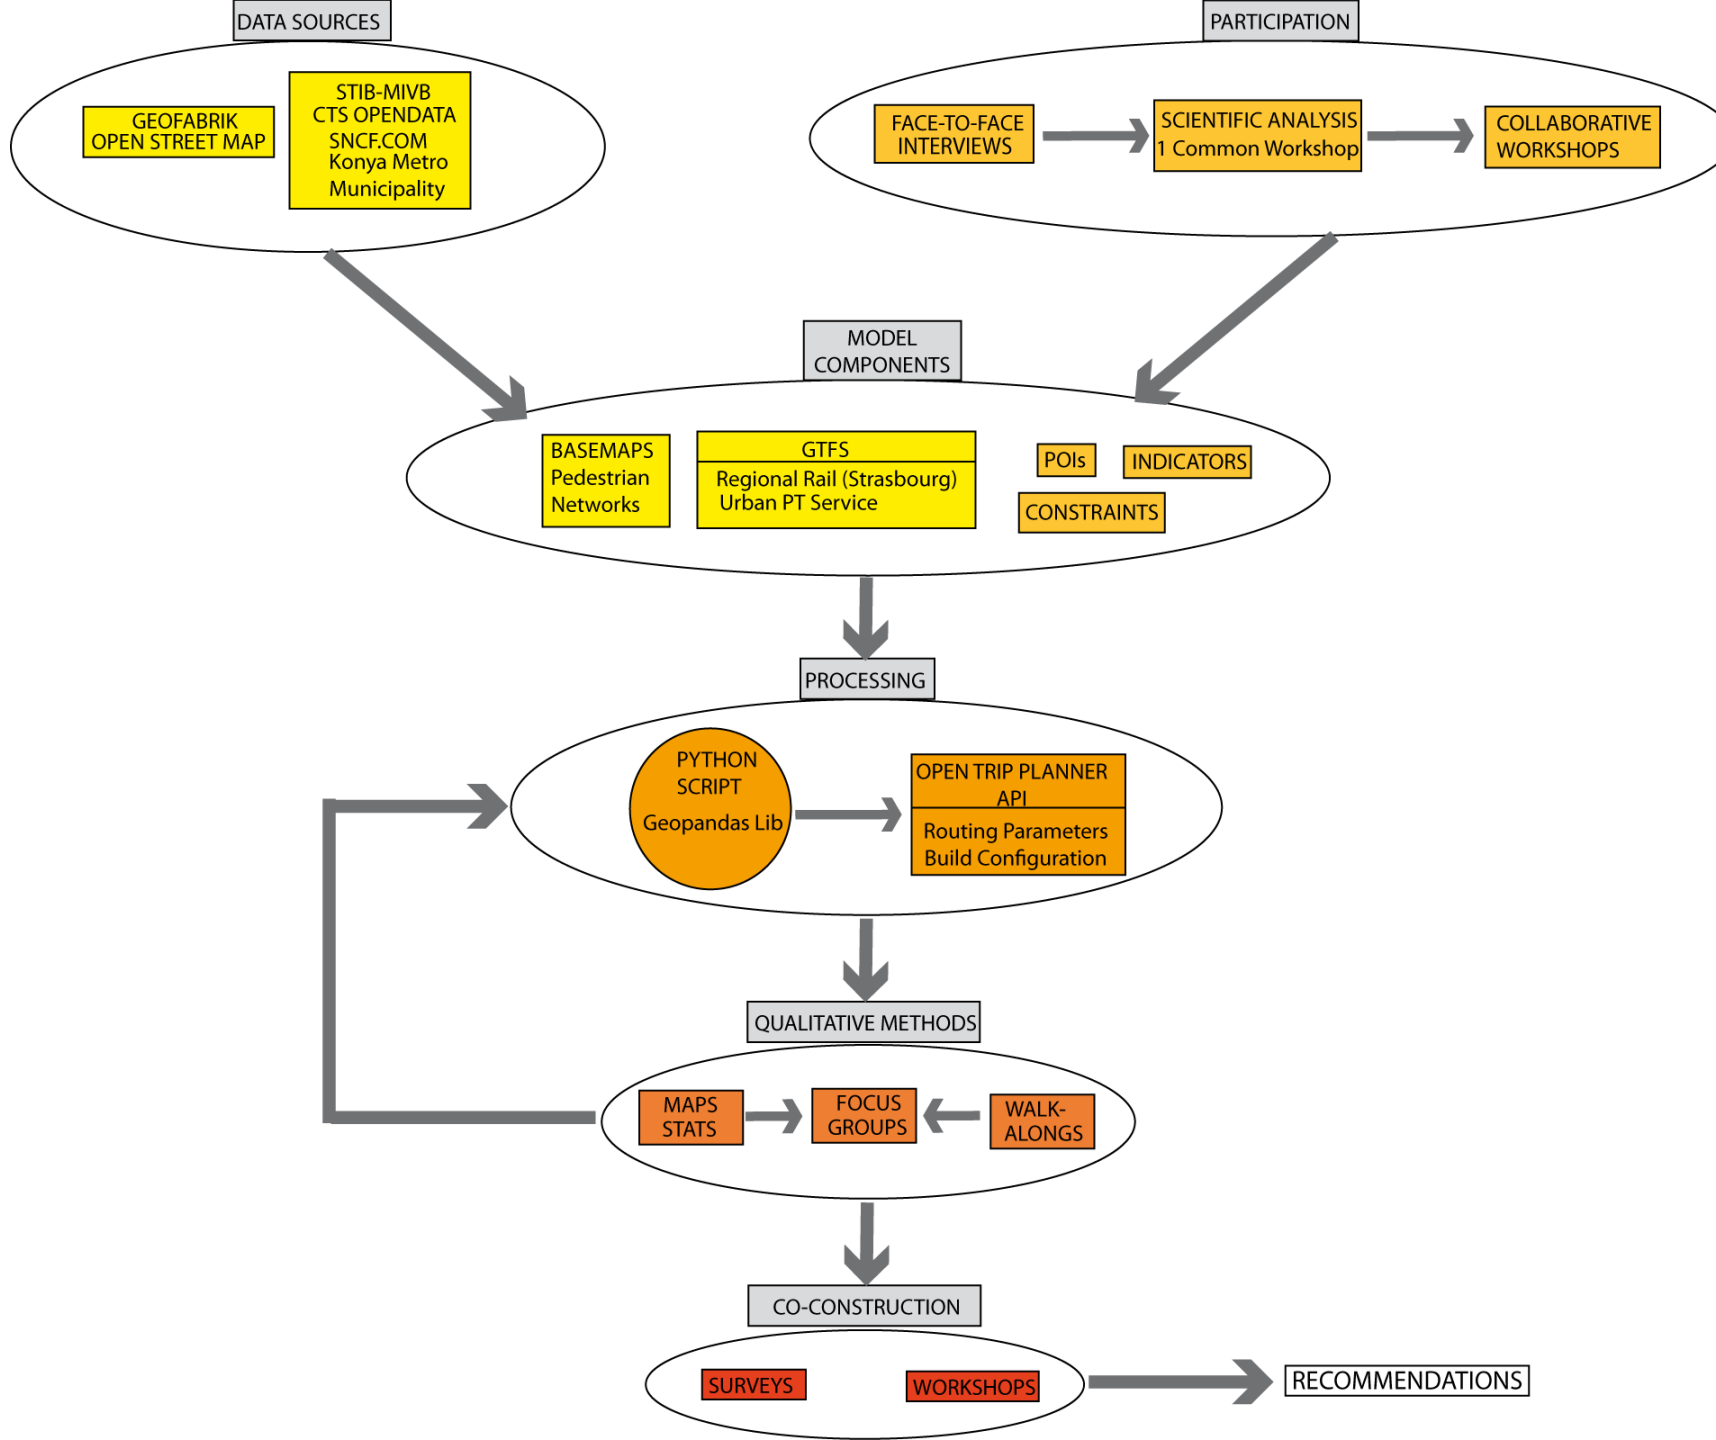 DATA SOURCES
GEOFABRIK
OPEN STREET MAP
STIB-MIVB
CTS OPENDATA
SNCF.COM
Konya Metro
Municipality
PARTICIPATION
FACE-TO-FACE
INTERVIEWS
SCIENTIFIC ANALYSIS
1 Common Workshop
COLLABORATIVE
WORKSHOPS
MODEL
COMPONENTS
BASEMAPS
Pedestrian
Networks
GTFS
Regional Rail (Strasbourg)
Urban PT Service
POIs
INDICATORS
CONSTRAINTS
PROCESSING
PYTHON
SCRIPT
Geopandas Lib
OPEN TRIP PLANNER
API
Routing Parameters
Build Configuration
QUALITATIVE METHODS
MAPS
STATS
FOCUS
GROUPS
WALK-
ALONGS
CO-CONSTRUCTION
SURVEYS
WORKSHOPS
RECOMMENDATIONS